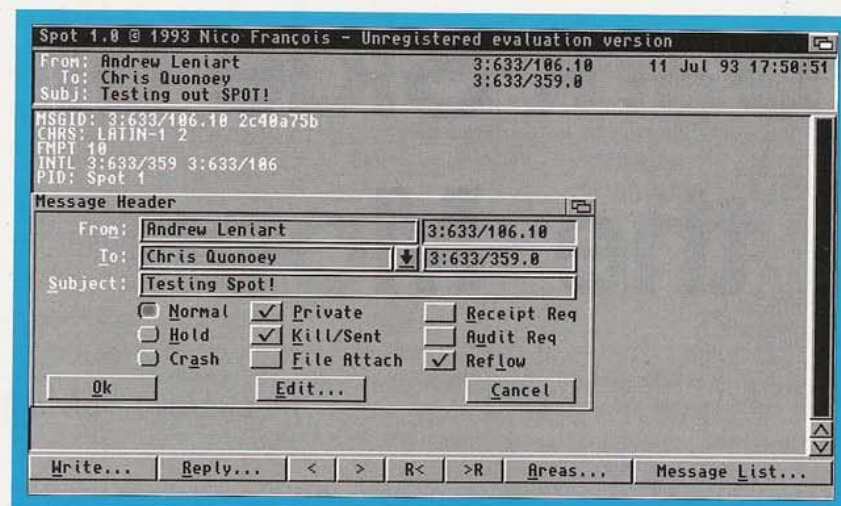 Spot 1.0 © 1993 Nico François - Unregistered evaluation version
From: Andrew Leniart 3:633/106.10 11 Jul 93 17:50:51
To: Chris Quonoey 3:633/359.0
Subj: Testing out SPOT!
MSGID: 3:633/106.10 2c40a75b
CHRS: LATIN-1 2
FMPT 10
INTL 3:633/359 3:633/106
PID: Spot 1
Message Header
From: Andrew Leniart 3:633/106.10
To: Chris Quonoey 3:633/359.0
Subject: Testing Spot!
Normal Private Receipt Req
Hold Kill/Sent Audit Req
Crash File Attach Reflow
Ok Edit... Cancel
Write... Reply... < > R< >R Areas... Message List...